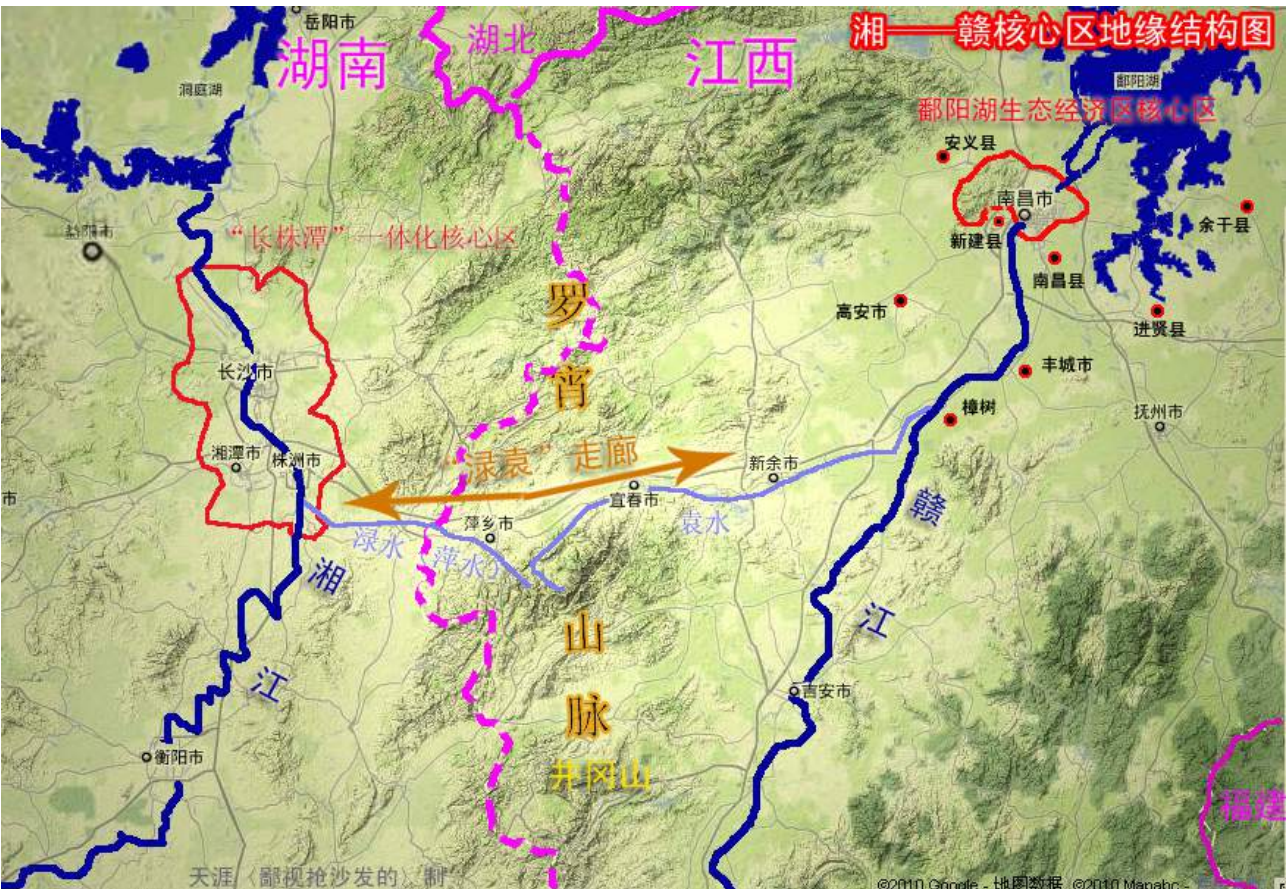 岳阳市
湘——赣核心区地缘结构图
湖南
湖北
江西
洞庭湖
鄱阳湖
鄱阳湖生态经济区核心区
安义县
南昌市
余干县
益阳市
“长株潭”一体化核心区
新建县
南昌县
罗
高安市
进贤县
长沙市
宵
丰城市
樟树
抚州市
湘潭市
株洲市
“渌袁”走廊
新余市
市
宜春市
萍乡市
袁水
赣
渌水（萍水）
湘
山
江
江
脉
吉安市
衡阳市
井冈山
福建
天涯（鄙视抢沙发的）制
©2010 Google - 地图数据 ©2010 Mapabc -